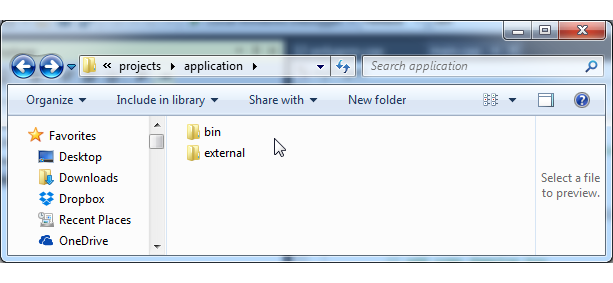 « projects ▸ application ▸ Search application
Organize ▾ Include in library ▾ Share with ▾ New folder
Favorites
Desktop
Downloads
Dropbox
Recent Places
OneDrive
bin
external
Select a file
to preview.